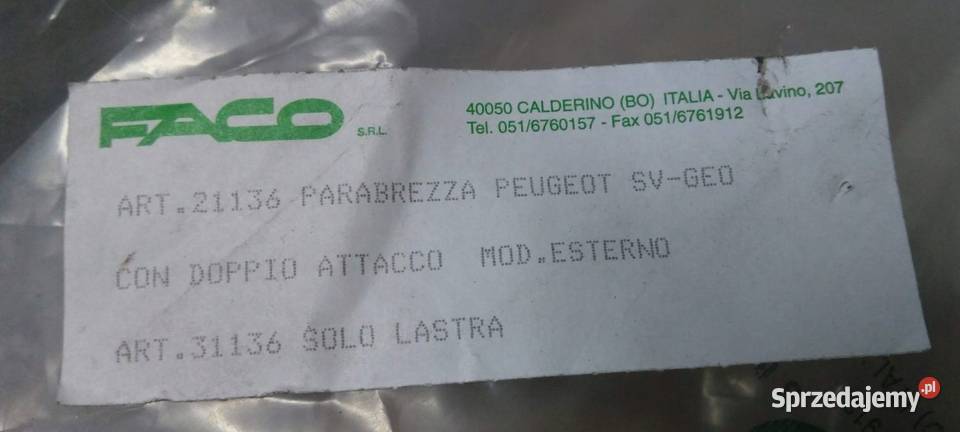 FACO S.R.L.
40050 CALDERINO (BO) ITALIA - Via Lavino, 207
Tel. 051/6760157 - Fax 051/6761912
ART.21136 PARABREZZA PEUGEOT SV-GEO
CON DOPPIO ATTACCO MOD.ESTERNO
ART.31136 SOLO LASTRA
Sprzedajemy.pl